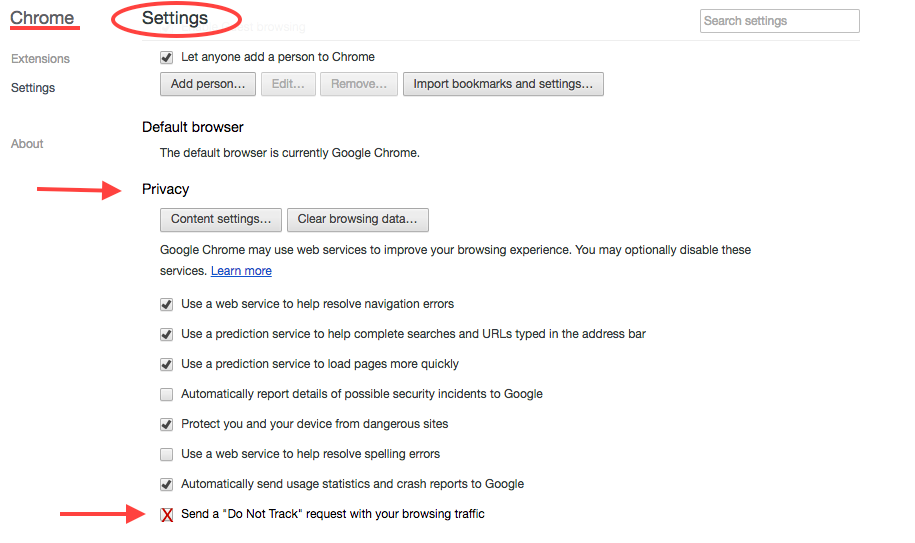 Chrome
Settings
Search settings
Extensions
Settings
About
Let anyone add a person to Chrome
Add person...
Edit...
Remove...
Import bookmarks and settings...
Default browser
The default browser is currently Google Chrome.
Privacy
Content settings...
Clear browsing data...
Google Chrome may use web services to improve your browsing experience. You may optionally disable these
services. Learn more
Use a web service to help resolve navigation errors
Use a prediction service to help complete searches and URLs typed in the address bar
Use a prediction service to load pages more quickly
Automatically report details of possible security incidents to Google
Protect you and your device from dangerous sites
Use a web service to help resolve spelling errors
Automatically send usage statistics and crash reports to Google
X Send a "Do Not Track" request with your browsing traffic